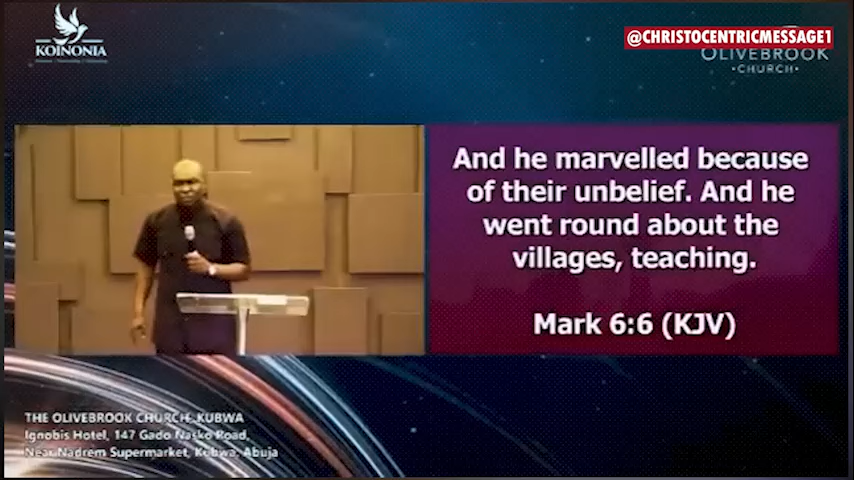 KOINONIA
@CHRISTOCENTRICMESSAGE1
OLIVEBROOK
•CHURCH•
And he marvelled because
of their unbelief. And he
went round about the
villages, teaching.
Mark 6:6 (KJV)
THE OLIVEBROOK CHURCH, KUBWA
Ignobis Hotel, 147 Gado Nasko Road,
Near Nadrem Supermarket, Kubwa, Abuja